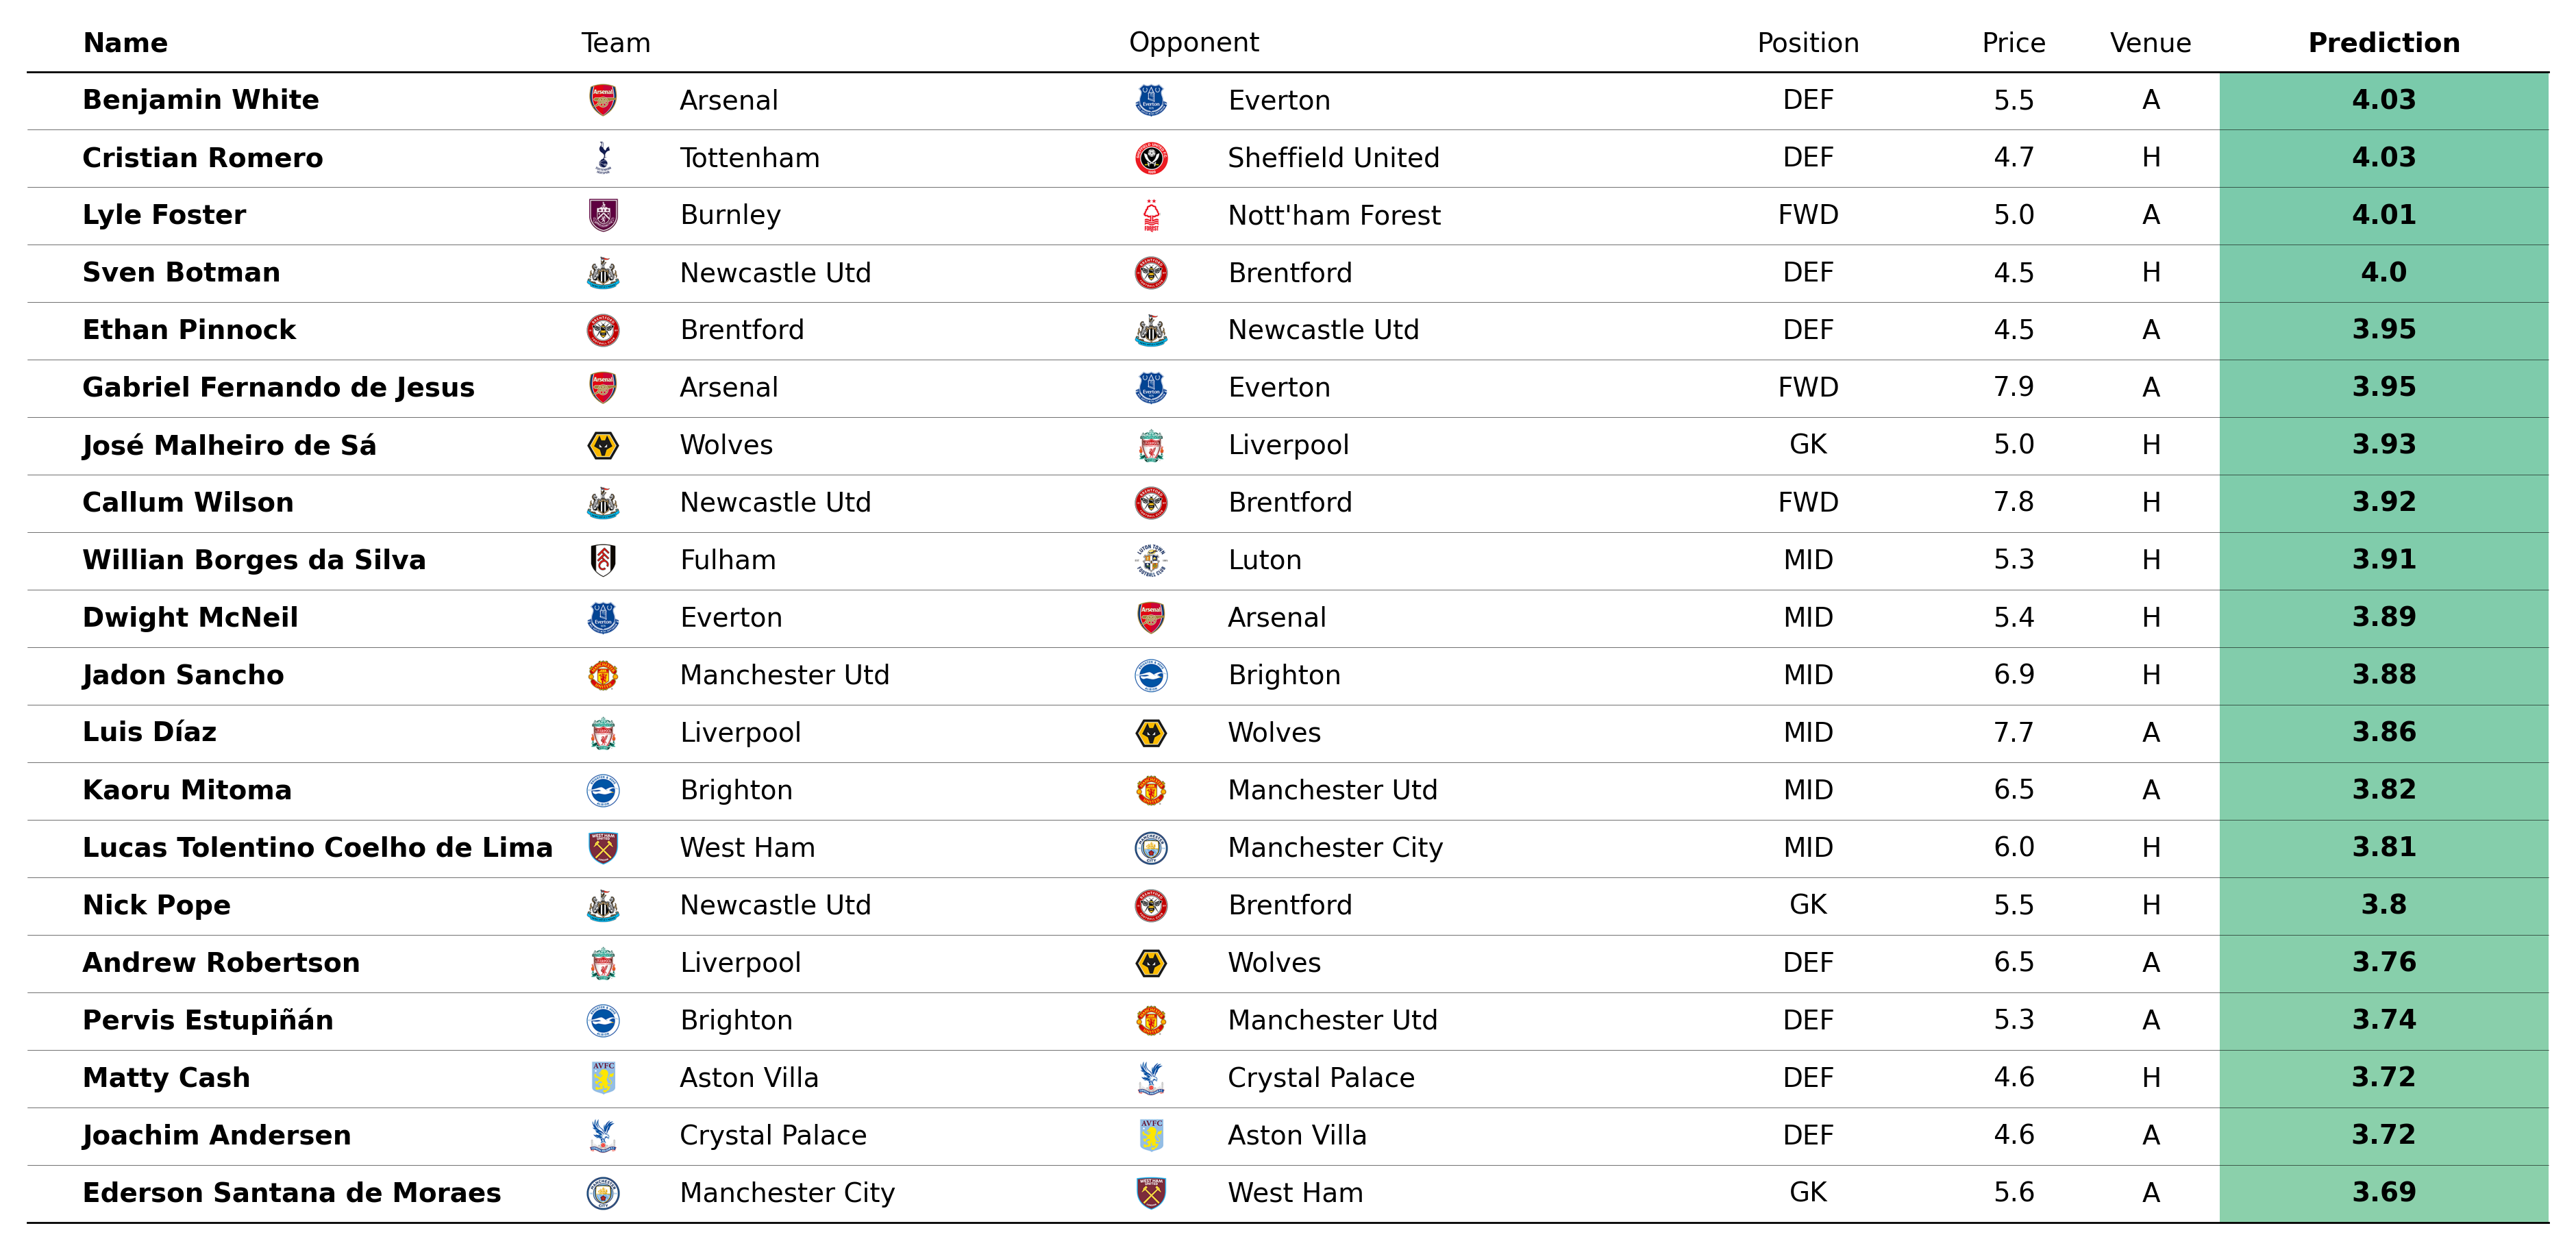 Name Team Opponent Position Price Venue Prediction
Benjamin White Arsenal Everton DEF 5.5 A 4.03
Cristian Romero Tottenham Sheffield United DEF 4.7 H 4.03
Lyle Foster Burnley Nott'ham Forest FWD 5.0 A 4.01
Sven Botman Newcastle Utd Brentford DEF 4.5 H 4.0
Ethan Pinnock Brentford Newcastle Utd DEF 4.5 A 3.95
Gabriel Fernando de Jesus Arsenal Everton FWD 7.9 A 3.95
José Malheiro de Sá Wolves Liverpool GK 5.0 H 3.93
Callum Wilson Newcastle Utd Brentford FWD 7.8 H 3.92
Willian Borges da Silva Fulham Luton MID 5.3 H 3.91
Dwight McNeil Everton Arsenal MID 5.4 H 3.89
Jadon Sancho Manchester Utd Brighton MID 6.9 H 3.88
Luis Díaz Liverpool Wolves MID 7.7 A 3.86
Kaoru Mitoma Brighton Manchester Utd MID 6.5 A 3.82
Lucas Tolentino Coelho de Lima West Ham Manchester City MID 6.0 H 3.81
Nick Pope Newcastle Utd Brentford GK 5.5 H 3.8
Andrew Robertson Liverpool Wolves DEF 6.5 A 3.76
Pervis Estupiñán Brighton Manchester Utd DEF 5.3 A 3.74
Matty Cash Aston Villa Crystal Palace DEF 4.6 H 3.72
Joachim Andersen Crystal Palace Aston Villa DEF 4.6 A 3.72
Ederson Santana de Moraes Manchester City West Ham GK 5.6 A 3.69